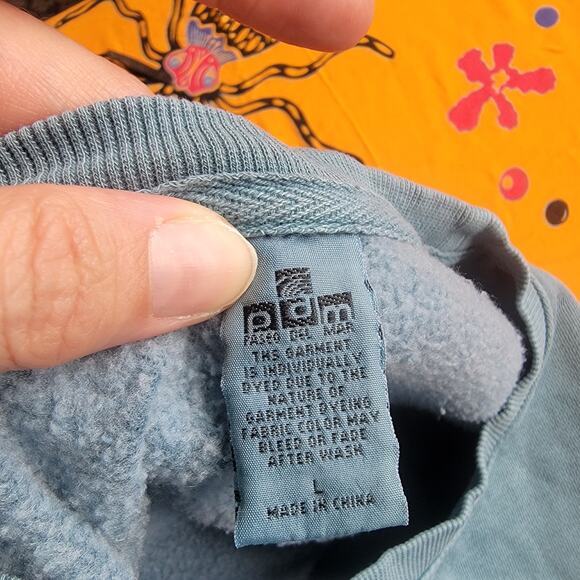 pdm
PASEO DEL MAR
THIS GARMENT
IS INDIVIDUALLY
DYED DUE TO THE
NATURE OF
GARMENT DYEING
FABRIC COLOR MAY
BLEED OR FADE
AFTER WASH
L
MADE IN CHINA